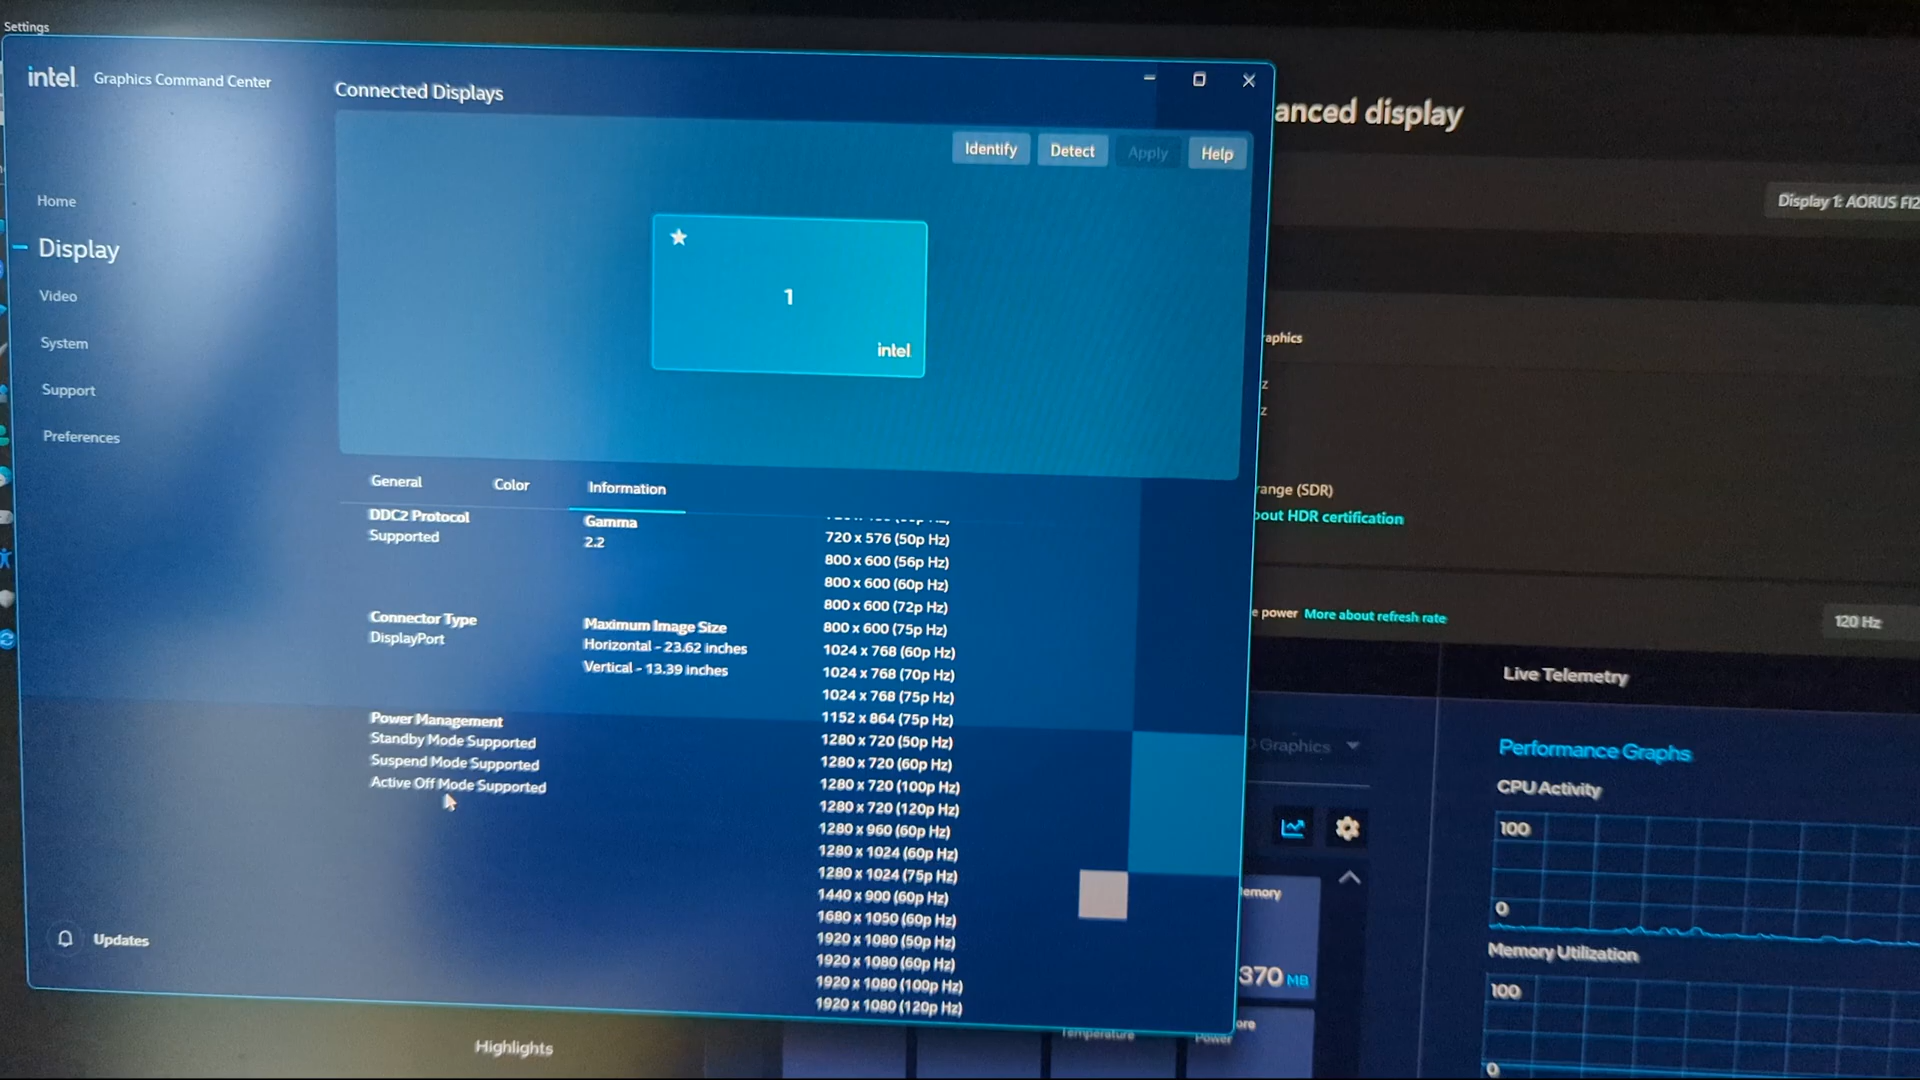 Settings
intel Graphics Command Center
Connected Displays
Identify
Detect
Apply
Help
Home
Display
Video
System
Support
Preferences
1
intel
General
Color
Information
DDC2 Protocol
Supported
Gamma
2.2
Connector Type
DisplayPort
Maximum Image Size
Horizontal - 23.62 inches
Vertical - 13.39 inches
Power Management
Standby Mode Supported
Suspend Mode Supported
Active Off Mode Supported
720 x 576 (50p Hz)
800 x 600 (56p Hz)
800 x 600 (60p Hz)
800 x 600 (72p Hz)
800 x 600 (75p Hz)
1024 x 768 (60p Hz)
1024 x 768 (70p Hz)
1024 x 768 (75p Hz)
1152 x 864 (75p Hz)
1280 x 720 (50p Hz)
1280 x 720 (60p Hz)
1280 x 720 (100p Hz)
1280 x 720 (120p Hz)
1280 x 960 (60p Hz)
1280 x 1024 (60p Hz)
1280 x 1024 (75p Hz)
1440 x 900 (60p Hz)
1680 x 1050 (60p Hz)
1920 x 1080 (50p Hz)
1920 x 1080 (60p Hz)
1920 x 1080 (100p Hz)
1920 x 1080 (120p Hz)
Updates
Highlights
anced display
Display 1: AORUS FI2
aphics
z
z
ange (SDR)
out HDR certification
e power More about refresh rate
120 Hz
Live Telemetry
Graphics
Performance Graphs
CPU Activity
100
0
emory
370 MB
Memory Utilization
100
0
ore
Temperature
Power